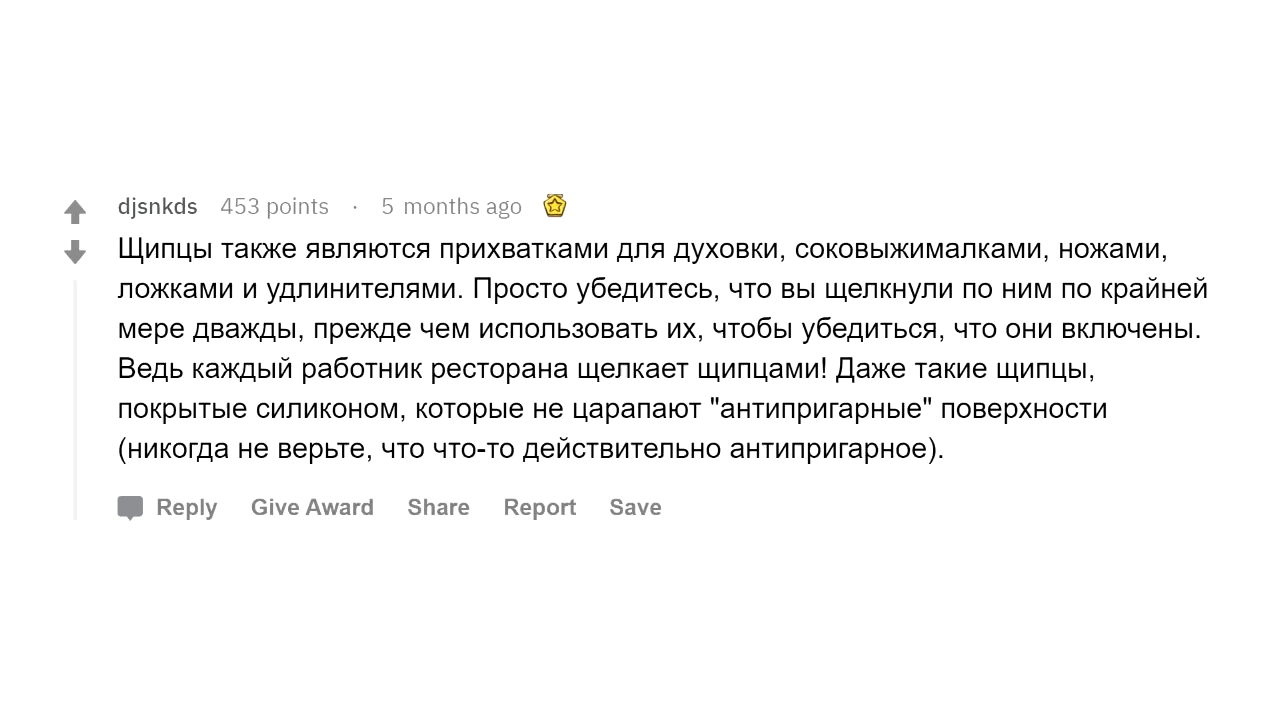 djsnkds 453 points · 5 months ago
Щипцы также являются прихватками для духовки, соковыжималками, ножами,
ложками и удлинителями. Просто убедитесь, что вы щелкнули по ним по крайней
мере дважды, прежде чем использовать их, чтобы убедиться, что они включены.
Ведь каждый работник ресторана щелкает щипцами! Даже такие щипцы,
покрытые силиконом, которые не царапают "антипригарные" поверхности
(никогда не верьте, что что-то действительно антипригарное).
Reply Give Award Share Report Save